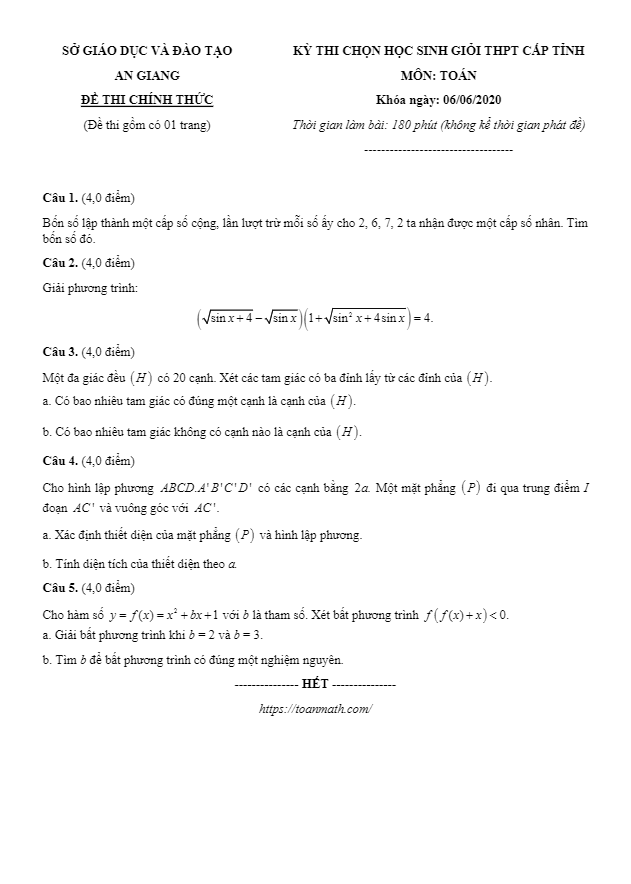 SỞ GIÁO DỤC VÀ ĐÀO TẠO
AN GIANG
ĐỀ THI CHÍNH THỨC
(Đề thi gồm có 01 trang)
KỲ THI CHỌN HỌC SINH GIỎI THPT CẤP TỈNH
MÔN: TOÁN
Khóa ngày: 06/06/2020
Thời gian làm bài: 180 phút (không kể thời gian phát đề)
-----------------------------------
Câu 1. (4,0 điểm)
Bốn số lập thành một cấp số cộng, lần lượt trừ mỗi số ấy cho 2, 6, 7, 2 ta nhận được một cấp số nhân. Tìm
bốn số đó.
Câu 2. (4,0 điểm)
Giải phương trình:
(√(sin x + 4) − √(sin x))(1 + √(sin² x + 4 sin x)) = 4.
Câu 3. (4,0 điểm)
Một đa giác đều (H) có 20 cạnh. Xét các tam giác có ba đỉnh lấy từ các đỉnh của (H).
a. Có bao nhiêu tam giác có đúng một cạnh là cạnh của (H).
b. Có bao nhiêu tam giác không có cạnh nào là cạnh của (H).
Câu 4. (4,0 điểm)
Cho hình lập phương ABCD.A'B'C'D' có các cạnh bằng 2a. Một mặt phẳng (P) đi qua trung điểm I
đoạn AC' và vuông góc với AC'.
a. Xác định thiết diện của mặt phẳng (P) và hình lập phương.
b. Tính diện tích của thiết diện theo a.
Câu 5. (4,0 điểm)
Cho hàm số y = f(x) = x² + bx + 1 với b là tham số. Xét bất phương trình f(f(x) + x) < 0.
a. Giải bất phương trình khi b = 2 và b = 3.
b. Tìm b để bất phương trình có đúng một nghiệm nguyên.
--------------- HẾT ---------------
https://toanmath.com/